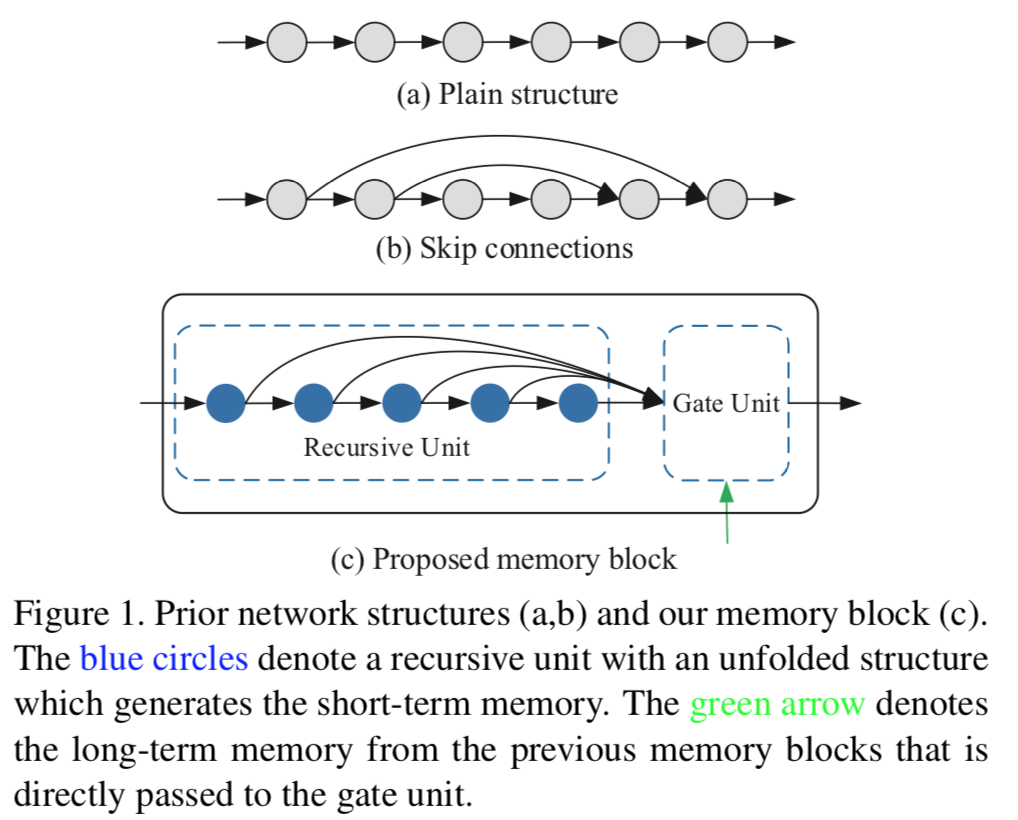 (a) Plain structure
(b) Skip connections
Recursive Unit
Gate Unit
(c) Proposed memory block
Figure 1. Prior network structures (a,b) and our memory block (c).
The blue circles denote a recursive unit with an unfolded structure
which generates the short-term memory. The green arrow denotes
the long-term memory from the previous memory blocks that is
directly passed to the gate unit.